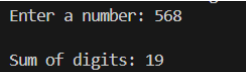 Enter a number: 568
Sum of digits: 19